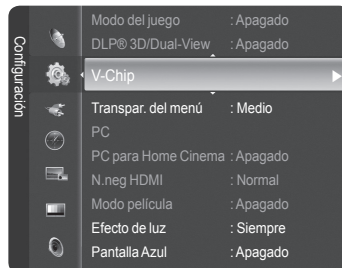 Configuración
Modo del juego : Apagado
DLP® 3D/Dual-View : Apagado
V-Chip
Transpar. del menú : Medio
PC
PC para Home Cinema : Apagado
N.neg HDMI : Normal
Modo película : Apagado
Efecto de luz : Siempre
Pantalla Azul : Apagado